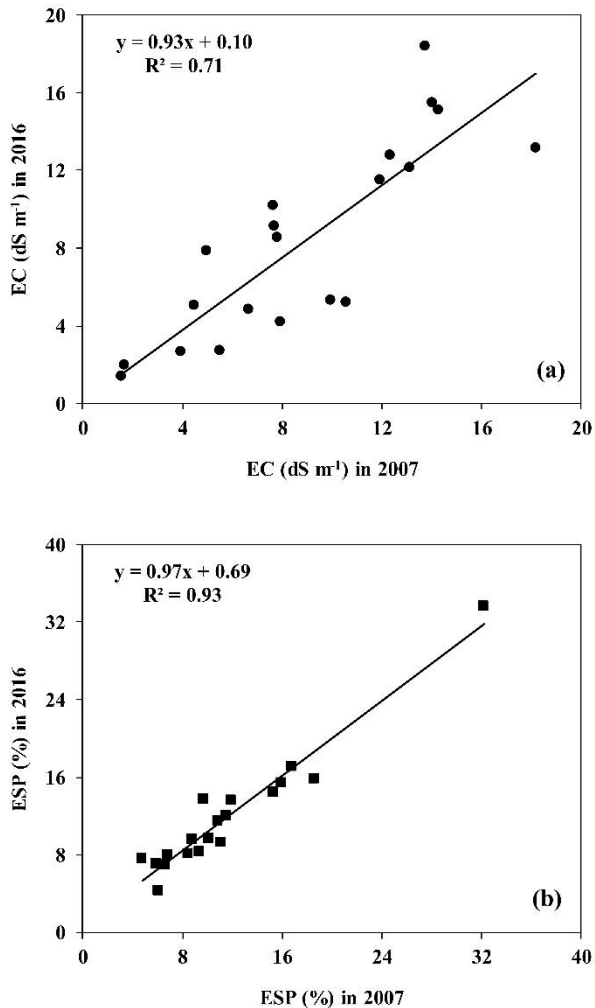 y = 0.93x + 0.10
R² = 0.71
20
16
12
8
4
0
EC (dS m⁻¹) in 2016
(a)
0 4 8 12 16 20
EC (dS m⁻¹) in 2007
y = 0.97x + 0.69
R² = 0.93
40
32
24
16
8
0
ESP (%) in 2016
(b)
0 8 16 24 32 40
ESP (%) in 2007